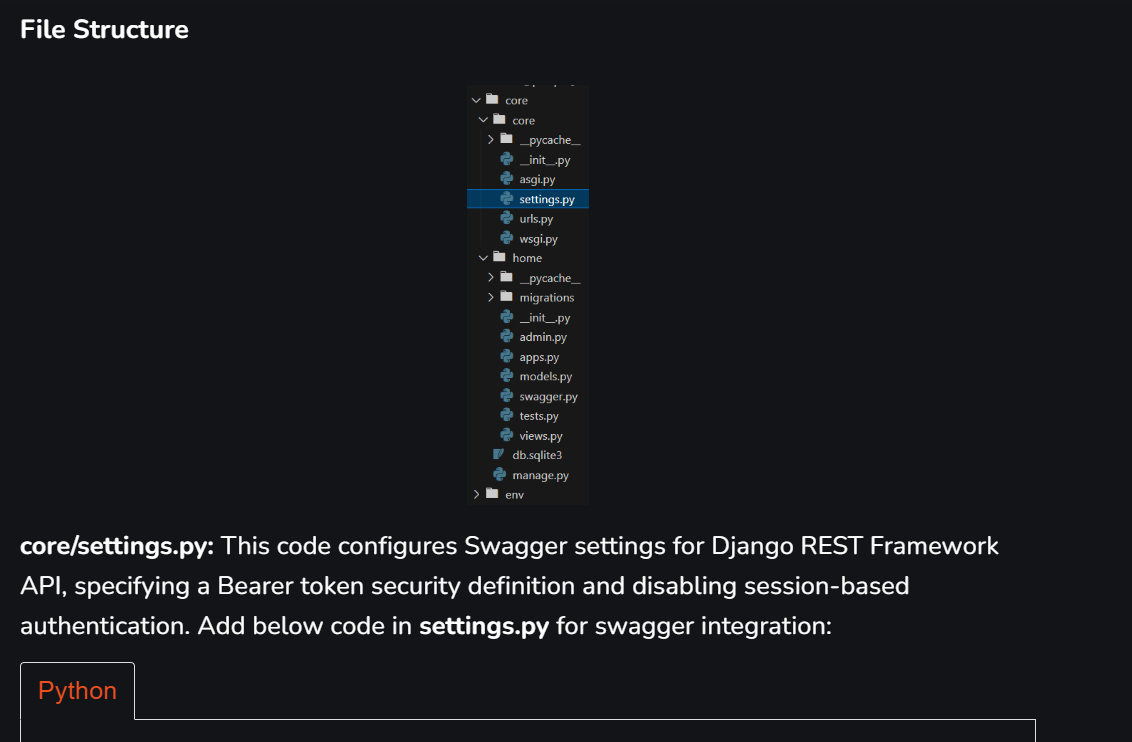 File Structure
core
core
__pycache__
__init__.py
asgi.py
settings.py
urls.py
wsgi.py
home
__pycache__
migrations
__init__.py
admin.py
apps.py
models.py
swagger.py
tests.py
views.py
db.sqlite3
manage.py
env
core/settings.py: This code configures Swagger settings for Django REST Framework
API, specifying a Bearer token security definition and disabling session-based
authentication. Add below code in settings.py for swagger integration:
Python